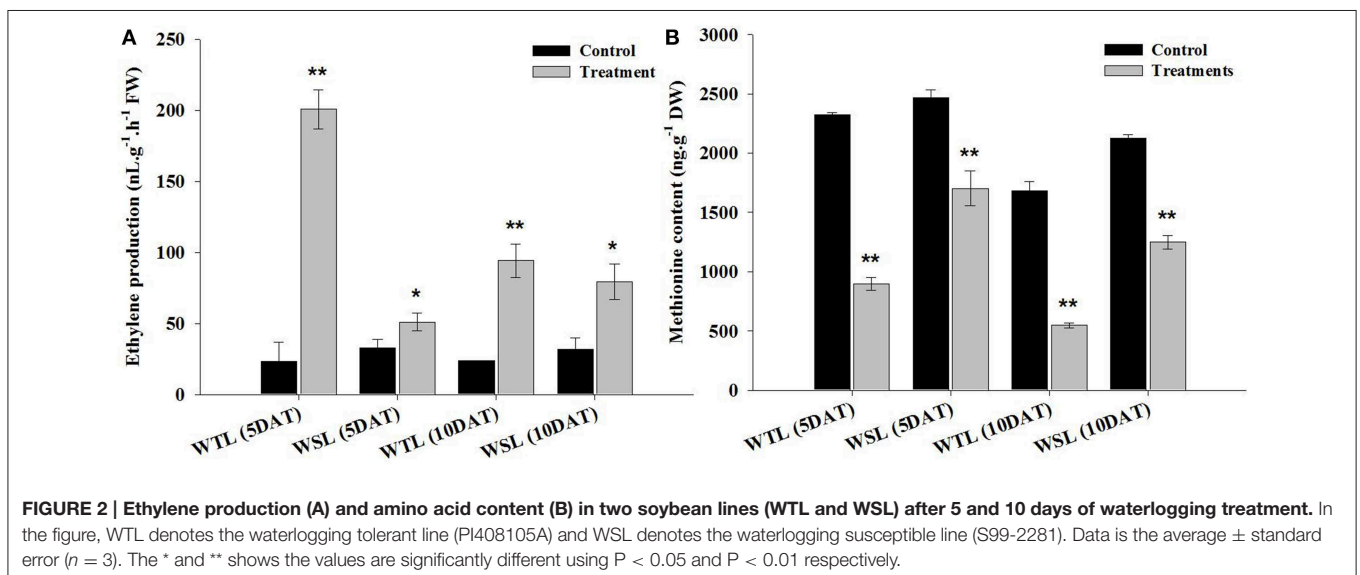 A
Ethylene production (nL.g⁻¹.h⁻¹ FW)
250
200
150
100
50
0
Control
Treatment
**
*
**
*
WTL (5DAT)
WSL (5DAT)
WTL (10DAT)
WSL (10DAT)
B
Methionine content (ng.g⁻¹ DW)
3000
2500
2000
1500
1000
500
0
Control
Treatments
**
**
**
**
WTL (5DAT)
WSL (5DAT)
WTL (10DAT)
WSL (10DAT)
FIGURE 2 | Ethylene production (A) and amino acid content (B) in two soybean lines (WTL and WSL) after 5 and 10 days of waterlogging treatment. In
the figure, WTL denotes the waterlogging tolerant line (PI408105A) and WSL denotes the waterlogging susceptible line (S99-2281). Data is the average ± standard
error (n = 3). The * and ** shows the values are significantly different using P < 0.05 and P < 0.01 respectively.